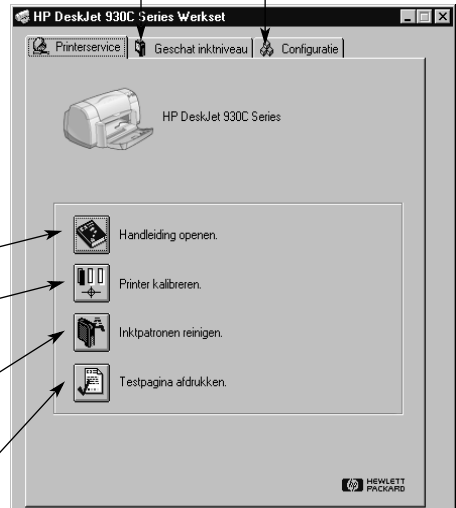 HP DeskJet 930C Series Werkset
Printerservice
Geschat inktniveau
Configuratie
HP DeskJet 930C Series
Handleiding openen.
Printer kalibreren.
Inktpatronen reinigen.
Testpagina afdrukken.
hp HEWLETT
PACKARD